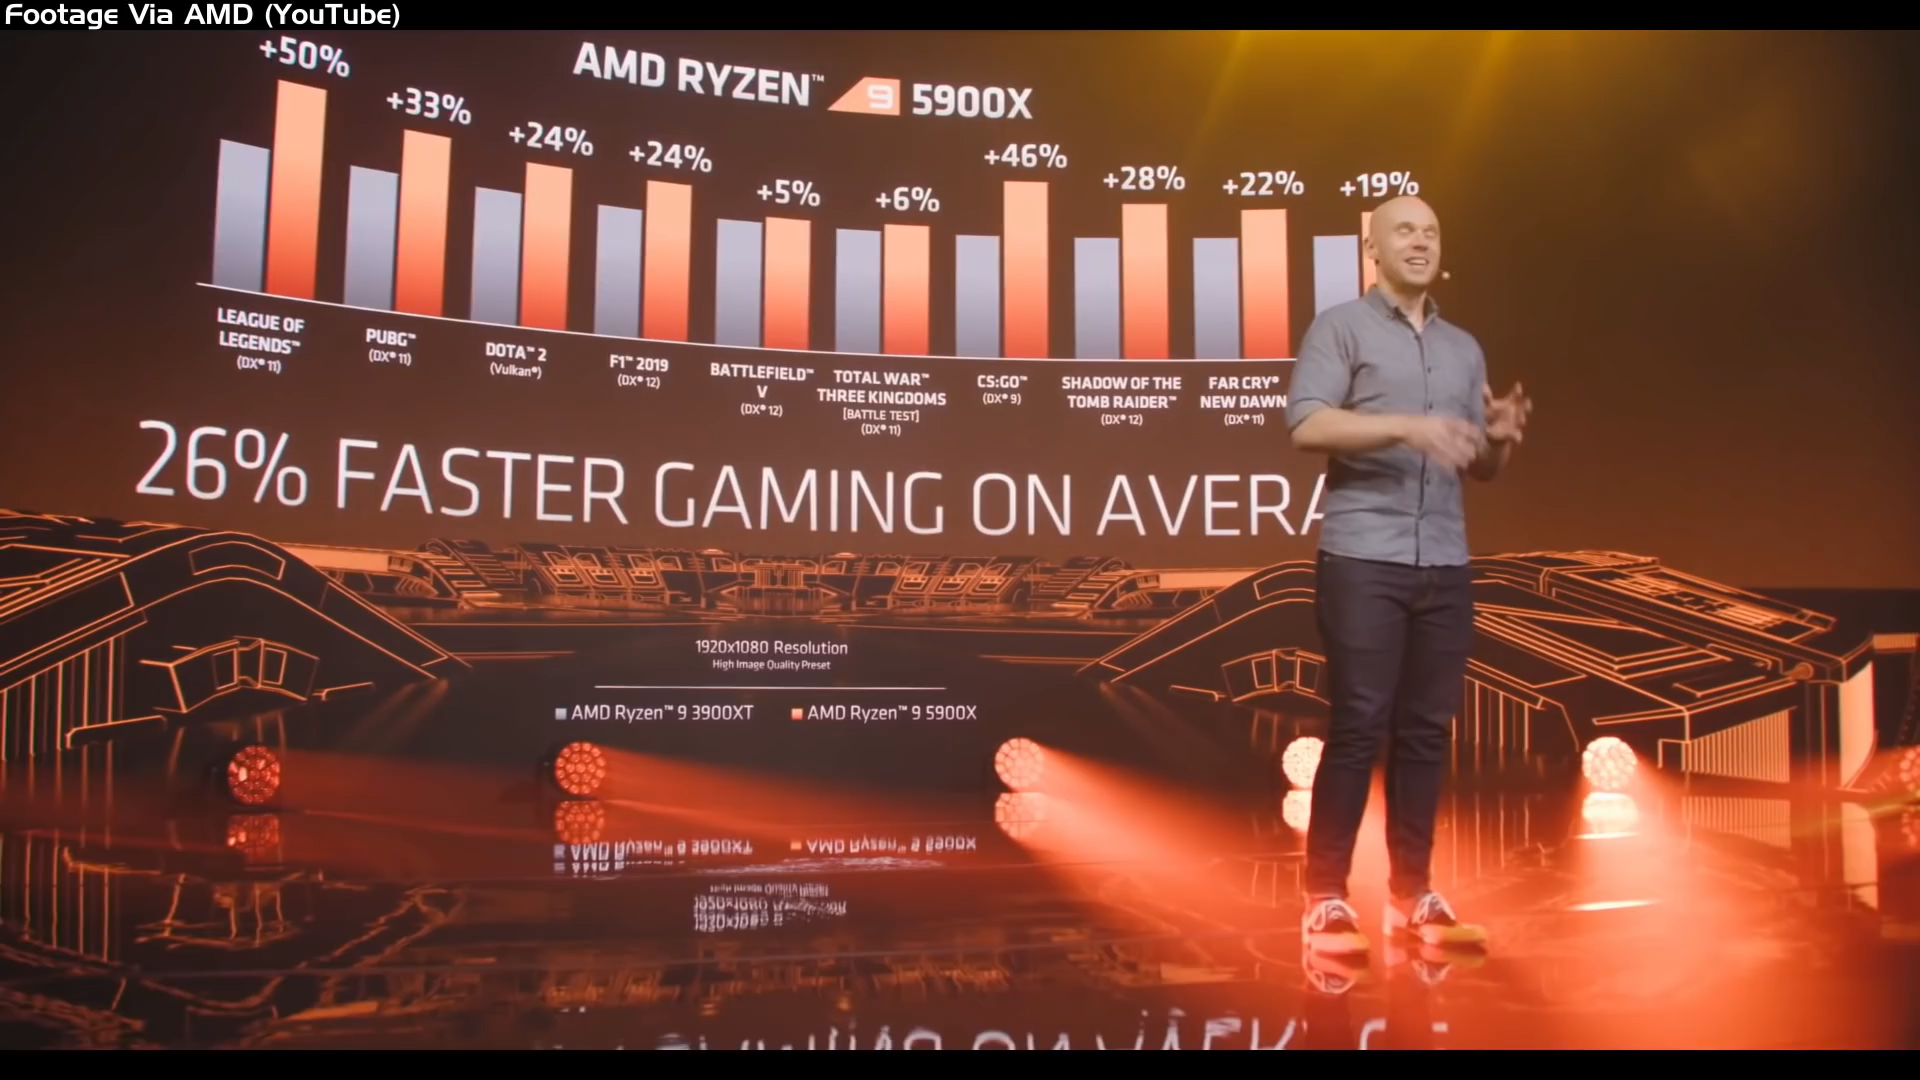 Footage Via AMD (YouTube)
AMD RYZEN™ 9 5900X
+50%
+33%
+24%
+24%
+5%
+6%
+46%
+28%
+22%
+19%
LEAGUE OF
LEGENDS™
(DX® 11)
PUBG™
(DX® 11)
DOTA™ 2
(Vulkan®)
F1™ 2019
(DX® 12)
BATTLEFIELD™
V
(DX® 12)
TOTAL WAR™
THREE KINGDOMS
[BATTLE TEST]
(DX® 11)
CS:GO™
(DX® 9)
SHADOW OF THE
TOMB RAIDER™
(DX® 12)
FAR CRY®
NEW DAWN
(DX® 11)
26% FASTER GAMING ON AVERA
1920x1080 Resolution
High Image Quality Preset
AMD Ryzen™ 9 3900XT
AMD Ryzen™ 9 5900X